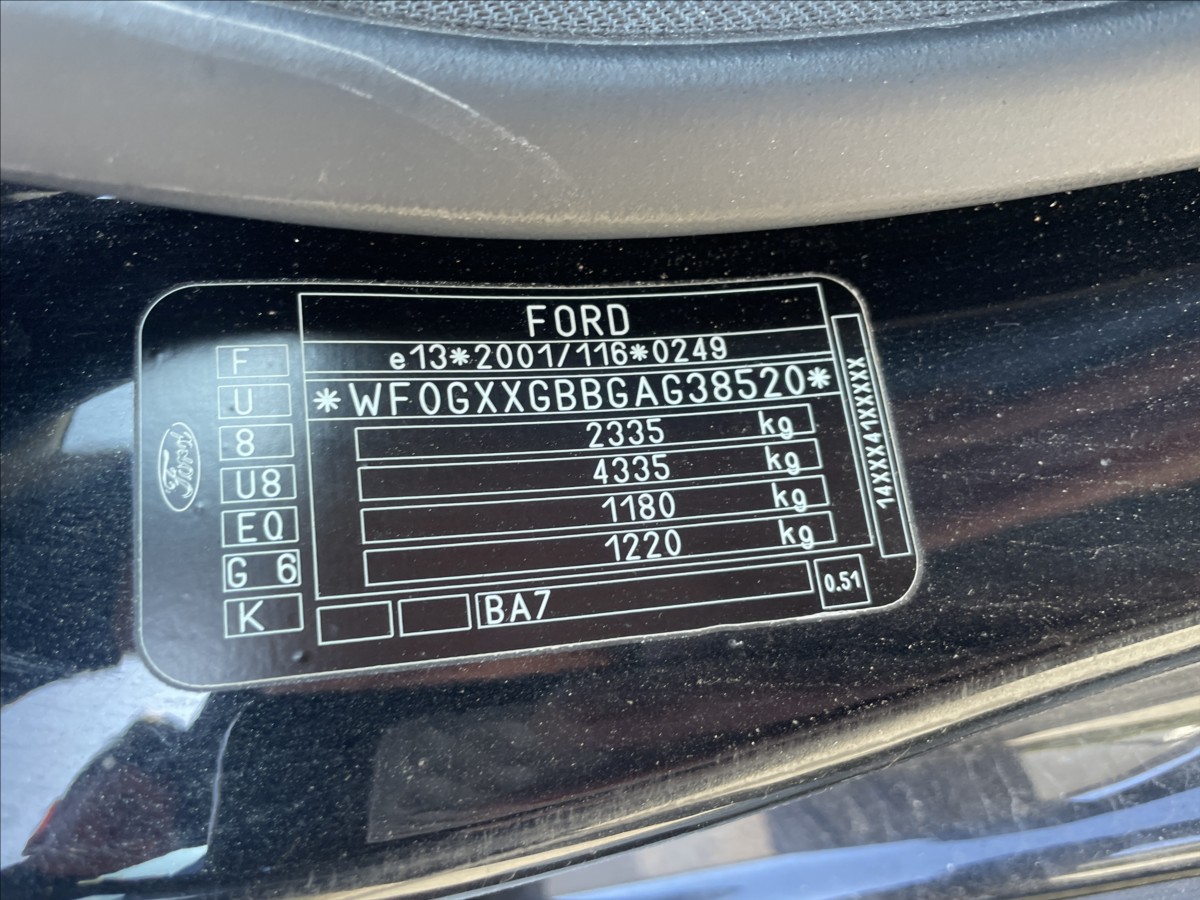 FORD
F
e13*2001/116*0249
U
*WF0GXXGBBGAG38520*
8
2335 kg
U8
4335 kg
EQ
1180 kg
G 6
1220 kg
K
BA7
0.51
14XXX41XXXXX
Ford